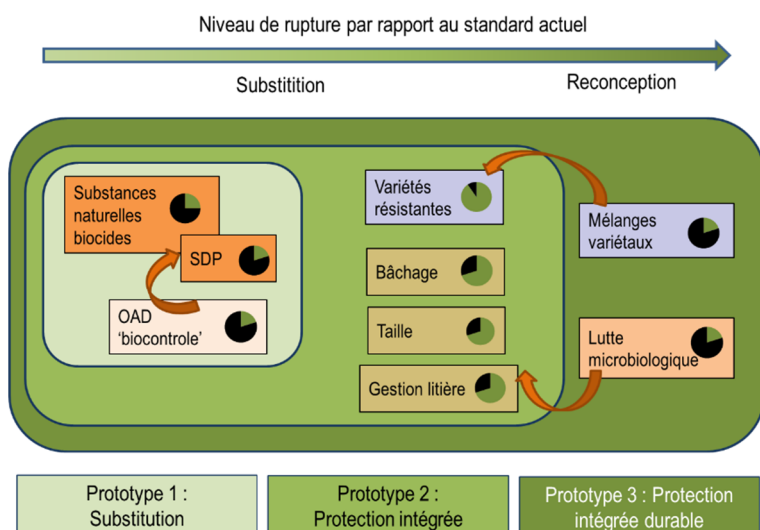 Niveau de rupture par rapport au standard actuel
Substitition
Reconception
Substances
naturelles
biocides
SDP
OAD
‘biocontrole’
Variétés
résistantes
Bâchage
Taille
Gestion litière
Mélanges
variétaux
Lutte
microbiologique
Prototype 1 :
Substitution
Prototype 2 :
Protection intégrée
Prototype 3 : Protection
intégrée durable